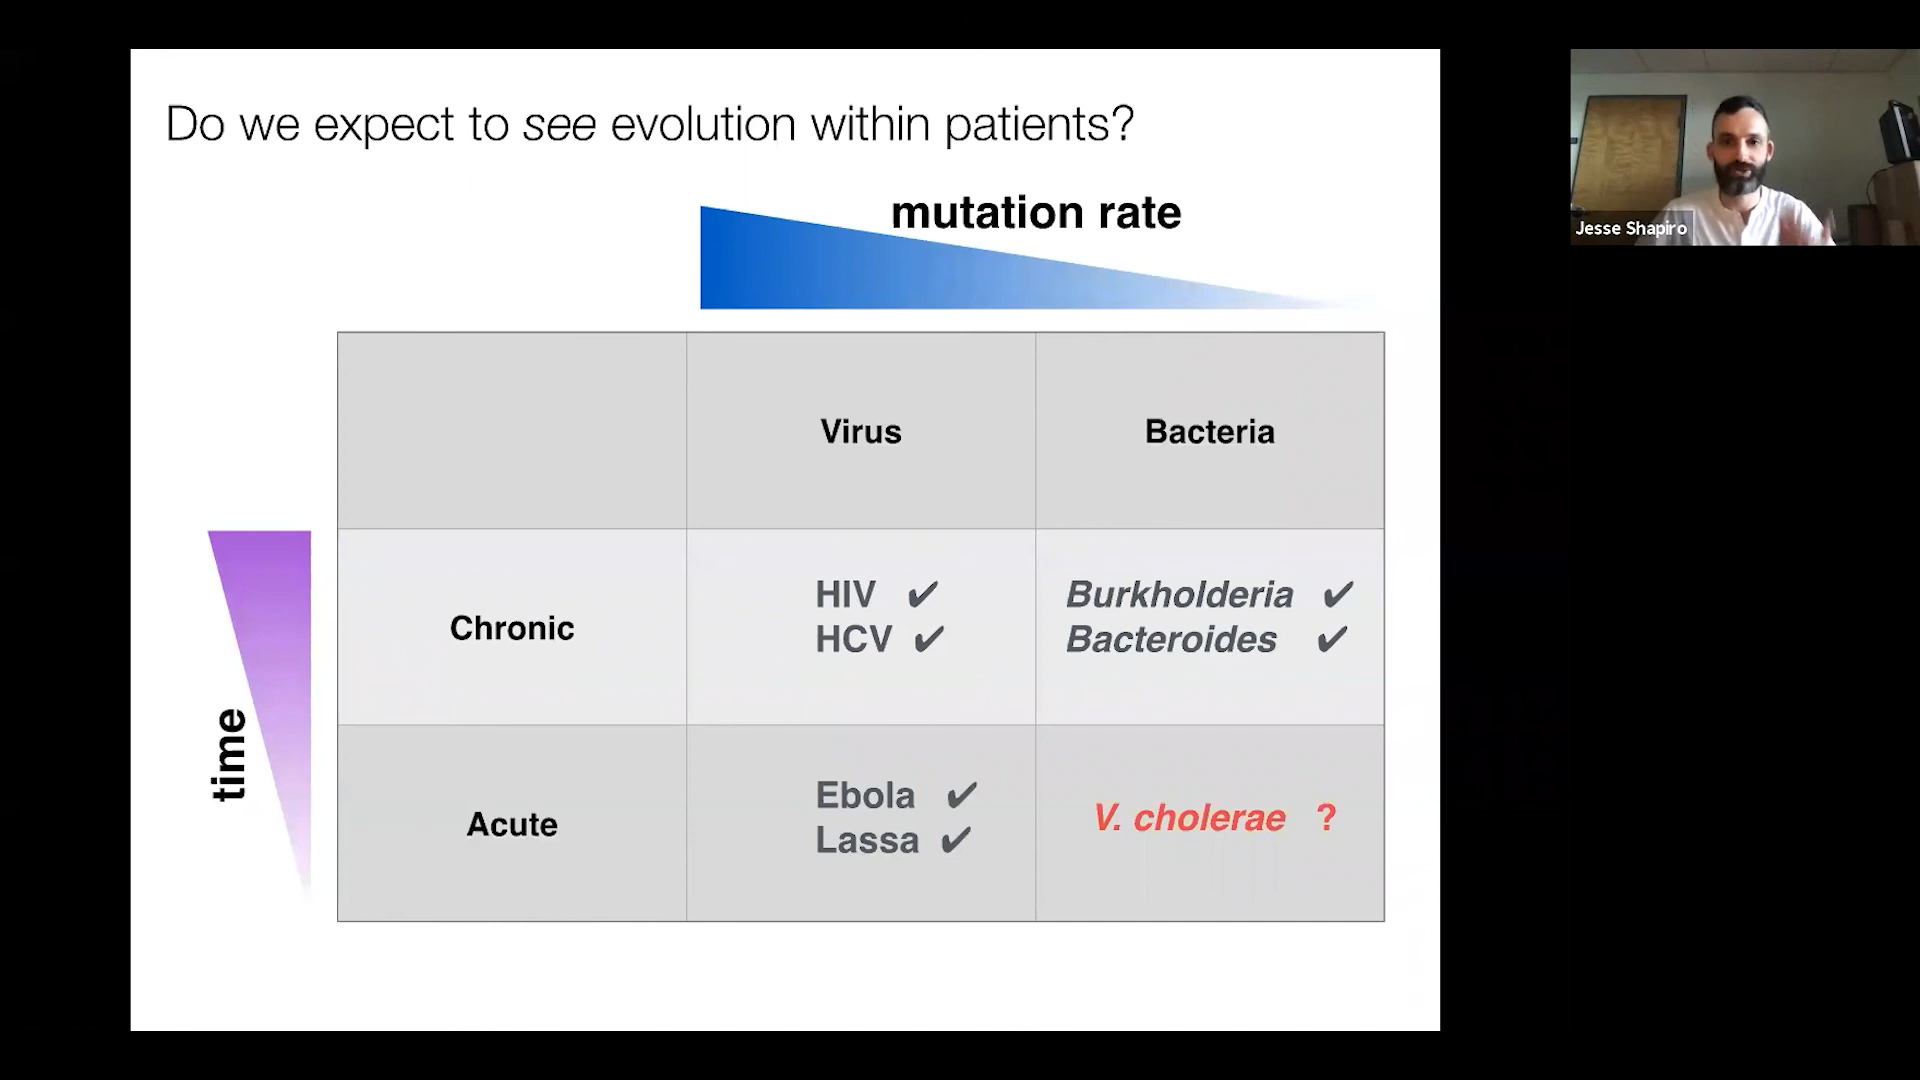 Do we expect to see evolution within patients?
mutation rate
Jesse Shapiro
Virus
Bacteria
time
Chronic
HIV ✔
HCV ✔
Burkholderia ✔
Bacteroides ✔
Acute
Ebola ✔
Lassa ✔
V. cholerae ?